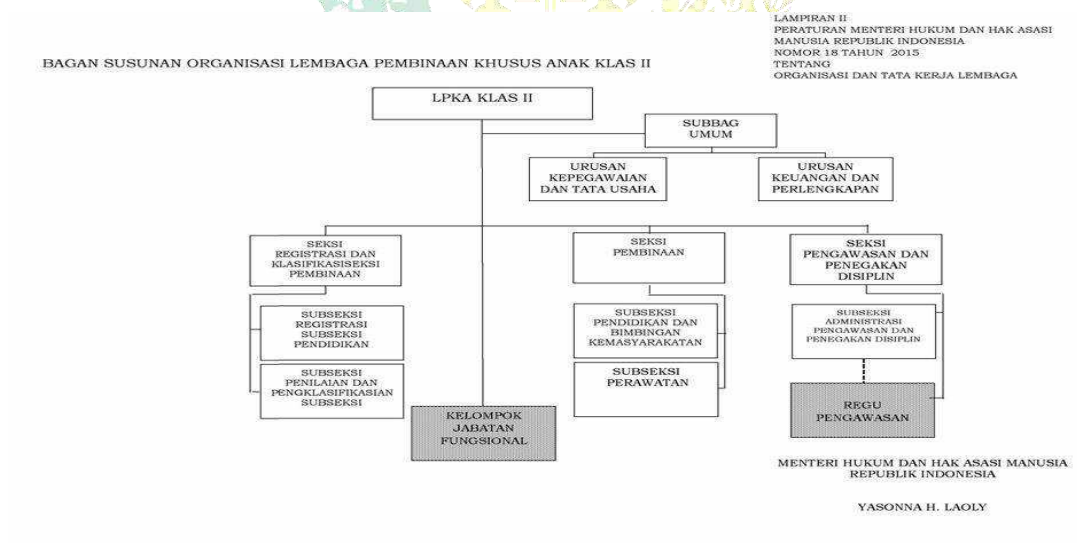 LAMPIRAN II
PERATURAN MENTERI HUKUM DAN HAK ASASI
MANUSIA REPUBLIK INDONESIA
NOMOR 18 TAHUN 2015
TENTANG
ORGANISASI DAN TATA KERJA LEMBAGA
BAGAN SUSUNAN ORGANISASI LEMBAGA PEMBINAAN KHUSUS ANAK KLAS II
LPKA KLAS II
SUBBAG
UMUM
URUSAN
KEPEGAWAIAN
DAN TATA USAHA
URUSAN
KEUANGAN DAN
PERLENGKAPAN
SEKSI
REGISTRASI DAN
KLASIFIKASISEKSI
PEMBINAAN
SEKSI
PEMBINAAN
SEKSI
PENGAWASAN DAN
PENEGAKAN
DISIPLIN
SUBSEKSI
REGISTRASI
SUBSEKSI
PENDIDIKAN
SUBSEKSI
PENDIDIKAN DAN
BIMBINGAN
KEMASYARAKATAN
SUBSEKSI
ADMINISTRASI
PENGAWASAN DAN
PENEGAKAN DISIPLIN
SUBSEKSI
PENILAIAN DAN
PENGKLASIFIKASIAN
SUBSEKSI
SUBSEKSI
PERAWATAN
REGU
PENGAWASAN
KELOMPOK
JABATAN
FUNGSIONAL
MENTERI HUKUM DAN HAK ASASI MANUSIA
REPUBLIK INDONESIA
YASONNA H. LAOLY